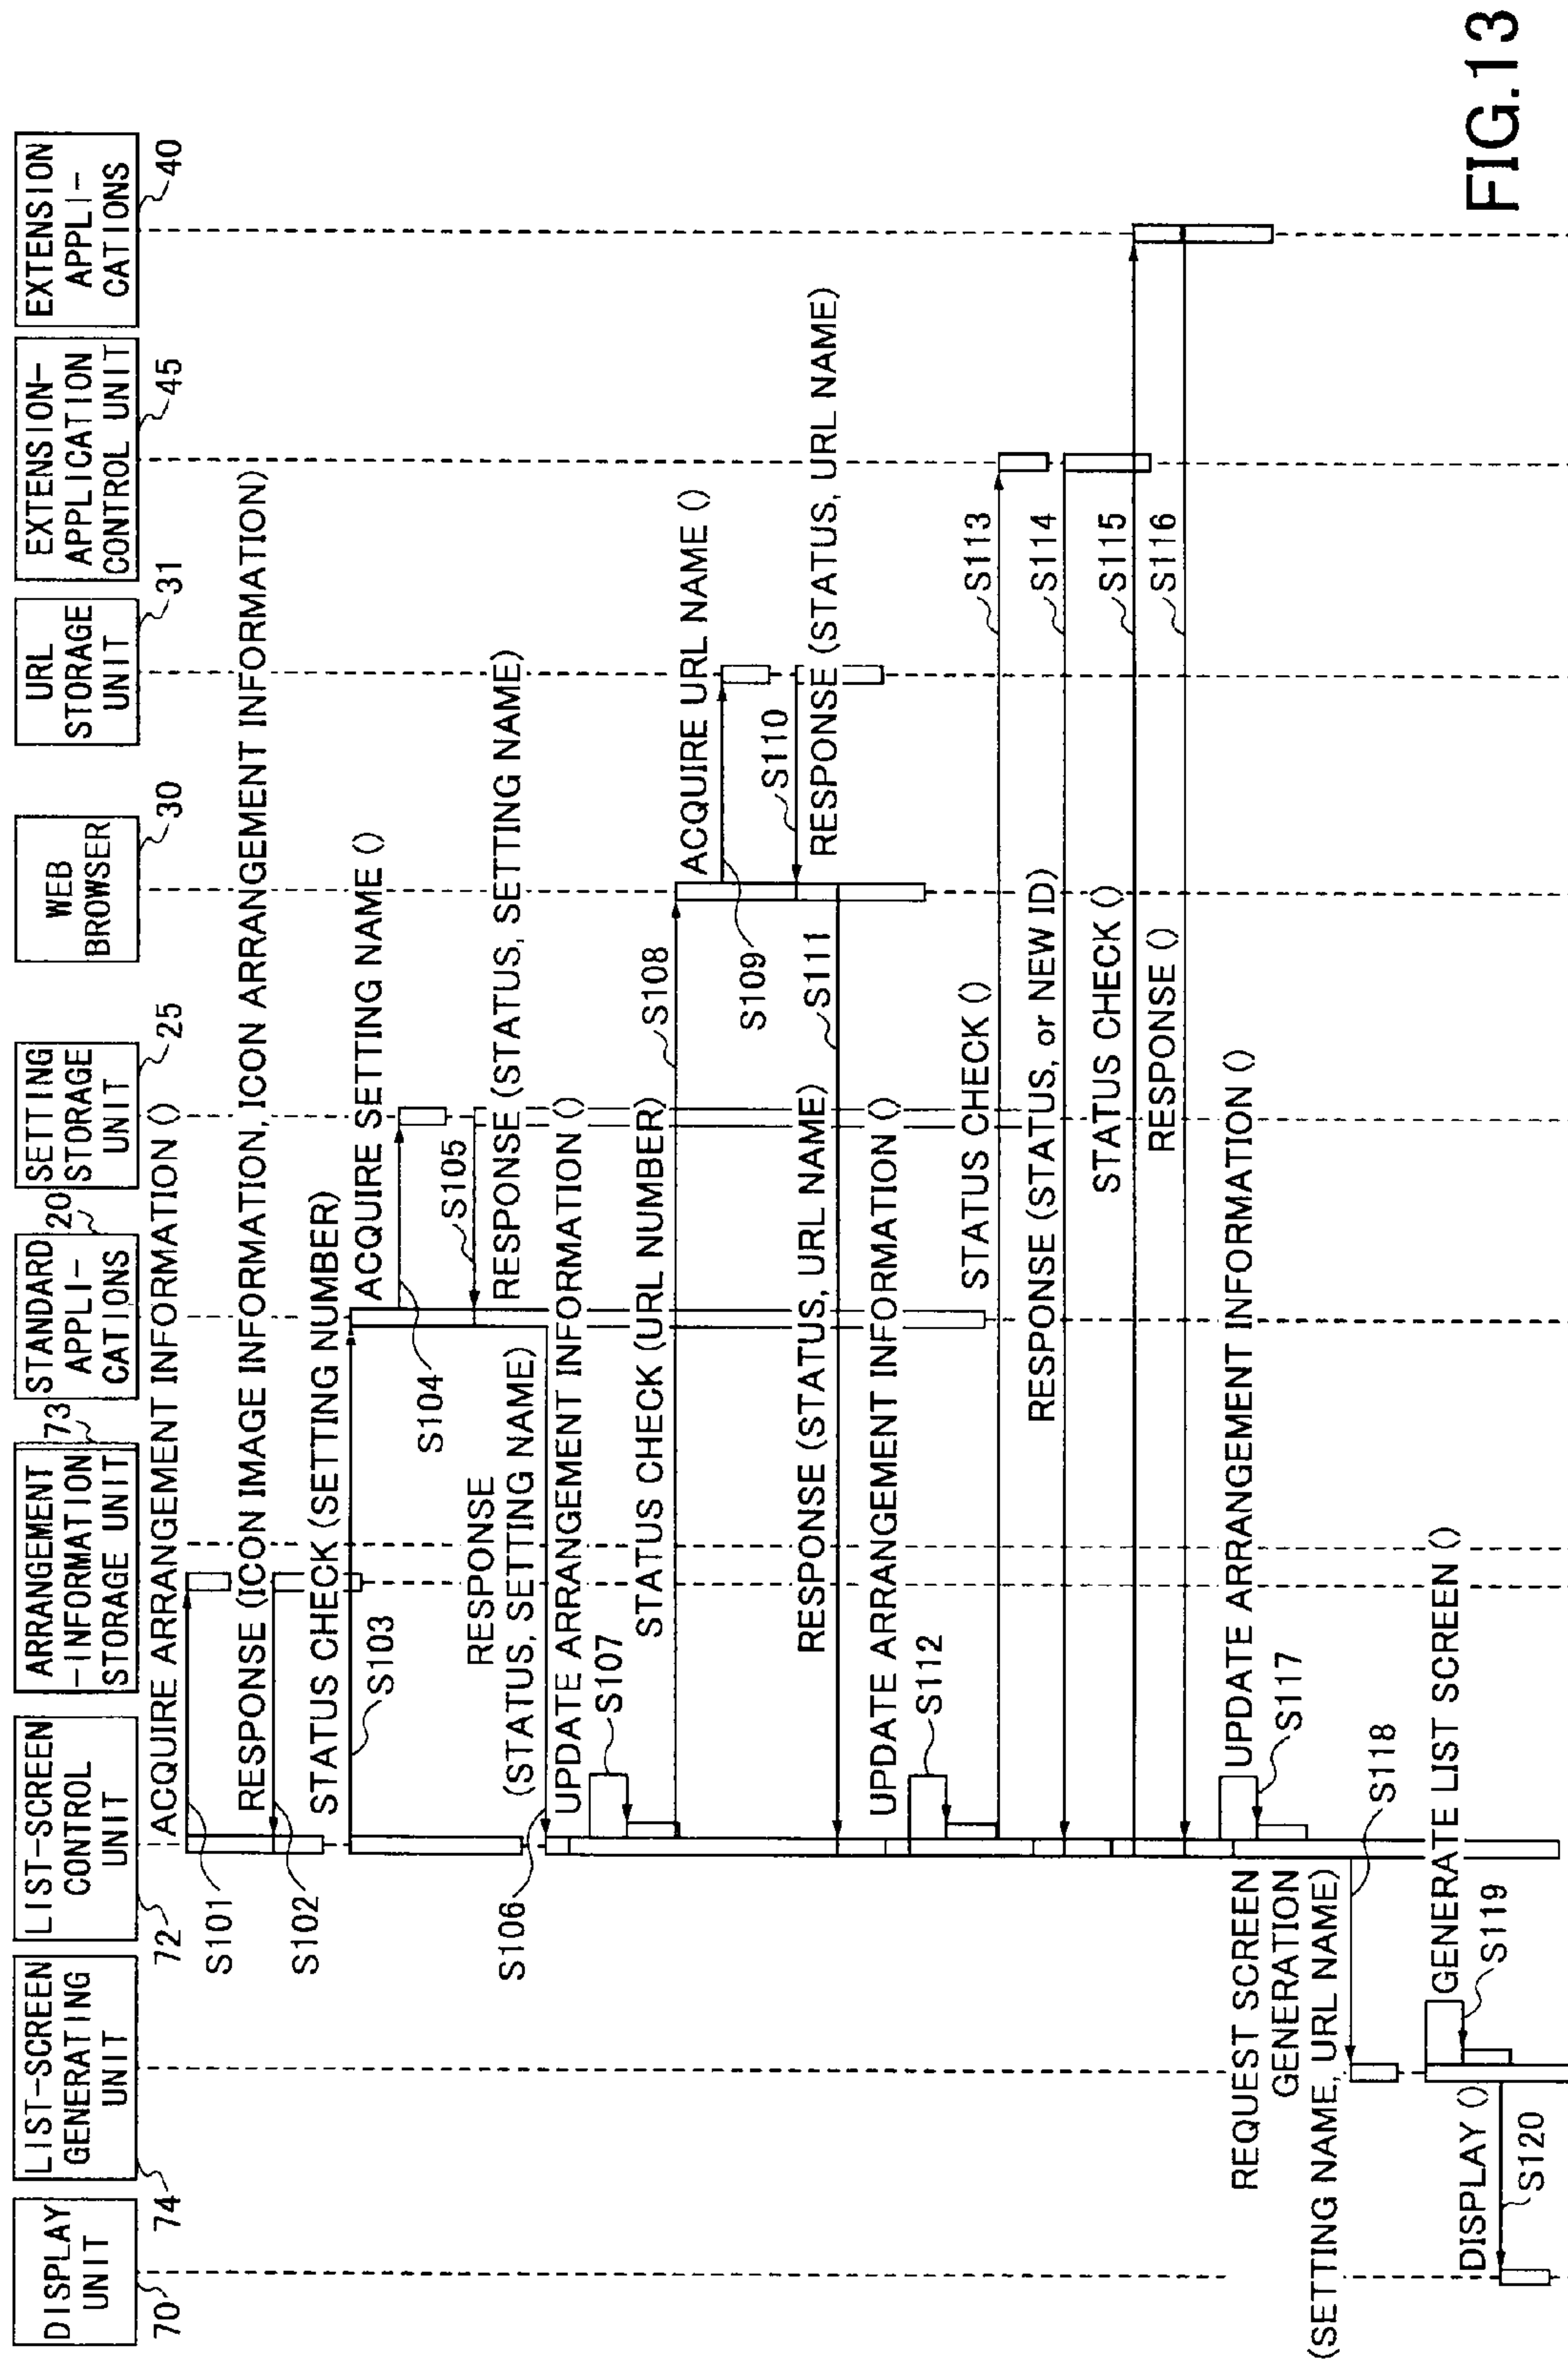 DISPLAY
UNIT
70
LIST-SCREEN
GENERATING
UNIT
74
LIST-SCREEN
CONTROL
UNIT
72
ARRANGEMENT
-INFORMATION
STORAGE UNIT
73
STANDARD
APPLI-
CATIONS
20
SETTING
STORAGE
UNIT
25
WEB
BROWSER
30
URL
STORAGE
UNIT
31
EXTENSION-
APPLICATION
CONTROL UNIT
45
EXTENSION
APPLI-
CATIONS
40
ACQUIRE ARRANGEMENT INFORMATION ()
S101
RESPONSE (ICON IMAGE INFORMATION, ICON ARRANGEMENT INFORMATION)
S102
STATUS CHECK (SETTING NUMBER)
S103
ACQUIRE SETTING NAME ()
S104
S105
RESPONSE (STATUS, SETTING NAME)
RESPONSE
(STATUS, SETTING NAME)
S106
UPDATE ARRANGEMENT INFORMATION ()
S107
STATUS CHECK (URL NUMBER)
S108
ACQUIRE URL NAME ()
S109
S110
RESPONSE (STATUS, URL NAME)
S111
RESPONSE (STATUS, URL NAME)
UPDATE ARRANGEMENT INFORMATION ()
S112
STATUS CHECK ()
S113
RESPONSE (STATUS, or NEW ID)
S114
STATUS CHECK ()
S115
RESPONSE ()
S116
UPDATE ARRANGEMENT INFORMATION ()
S117
REQUEST SCREEN
GENERATION
(SETTING NAME, URL NAME)
S118
GENERATE LIST SCREEN ()
S119
DISPLAY ()
S120
FIG.13